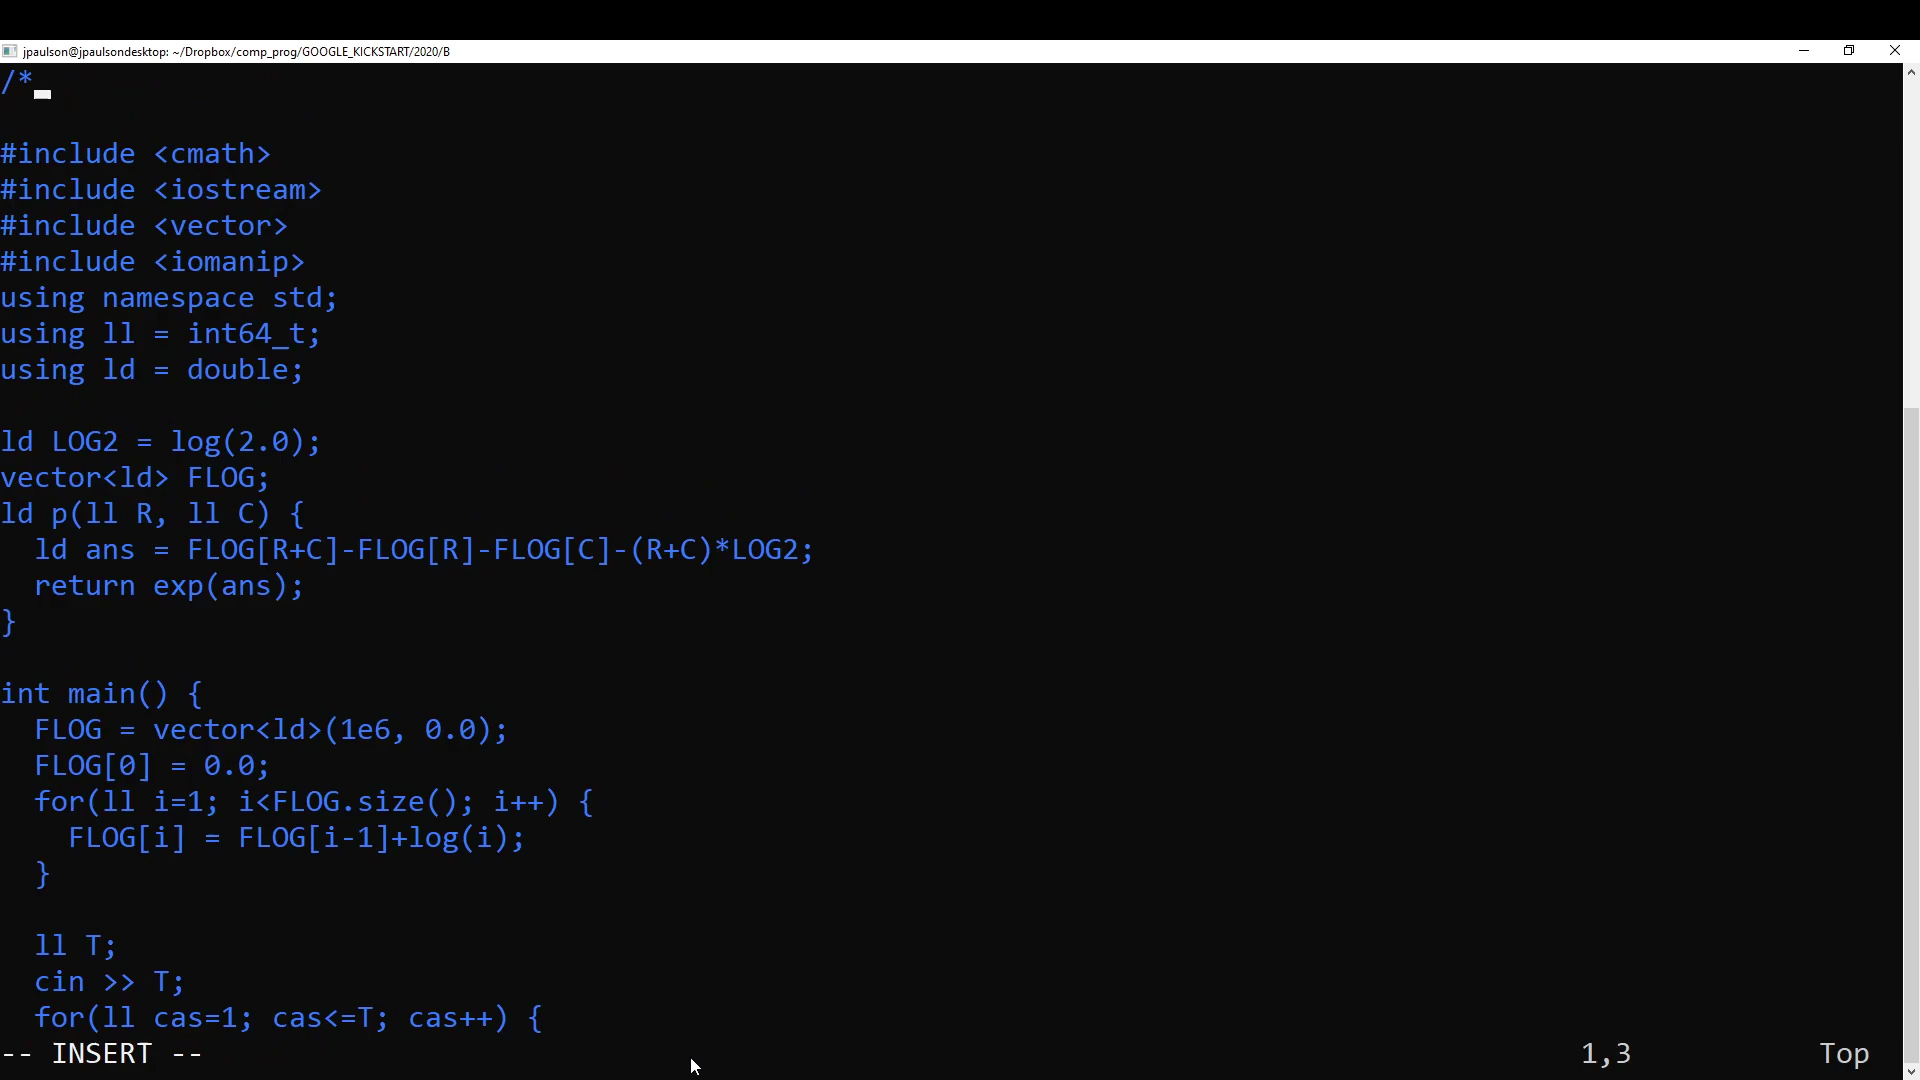 jpaulson@jpaulsondesktop: ~/Dropbox/comp_prog/GOOGLE_KICKSTART/2020/B
/*
#include <cmath>
#include <iostream>
#include <vector>
#include <iomanip>
using namespace std;
using ll = int64_t;
using ld = double;
ld LOG2 = log(2.0);
vector<ld> FLOG;
ld p(ll R, ll C) {
  ld ans = FLOG[R+C]-FLOG[R]-FLOG[C]-(R+C)*LOG2;
  return exp(ans);
}
int main() {
  FLOG = vector<ld>(1e6, 0.0);
  FLOG[0] = 0.0;
  for(ll i=1; i<FLOG.size(); i++) {
    FLOG[i] = FLOG[i-1]+log(i);
  }
  ll T;
  cin >> T;
  for(ll cas=1; cas<=T; cas++) {
-- INSERT -- 1,3 Top